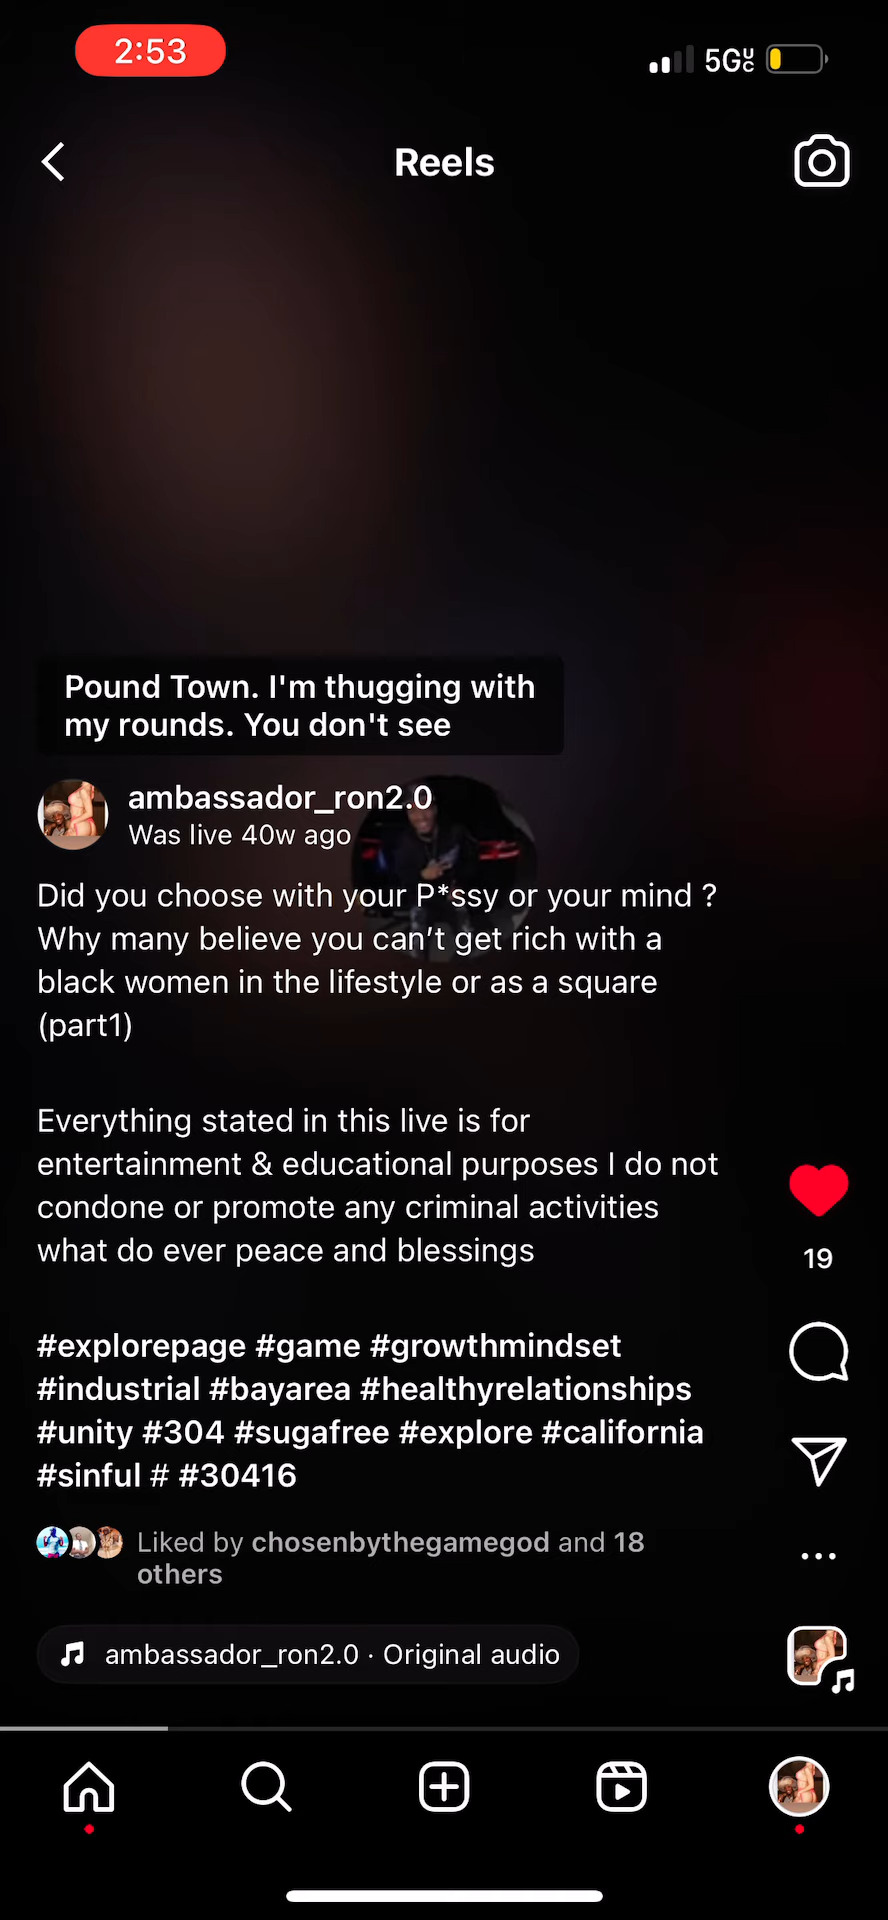 2:53
5GUC
Reels
Pound Town. I'm thugging with
my rounds. You don't see
ambassador_ron2.0
Was live 40w ago
Did you choose with your P*ssy or your mind ?
Why many believe you can’t get rich with a
black women in the lifestyle or as a square
(part1)
Everything stated in this live is for
entertainment & educational purposes I do not
condone or promote any criminal activities
what do ever peace and blessings
19
#explorepage #game #growthmindset
#industrial #bayarea #healthyrelationships
#unity #304 #sugafree #explore #california
#sinful # #30416
Liked by chosenbythegamegod and 18
others
ambassador_ron2.0 · Original audio